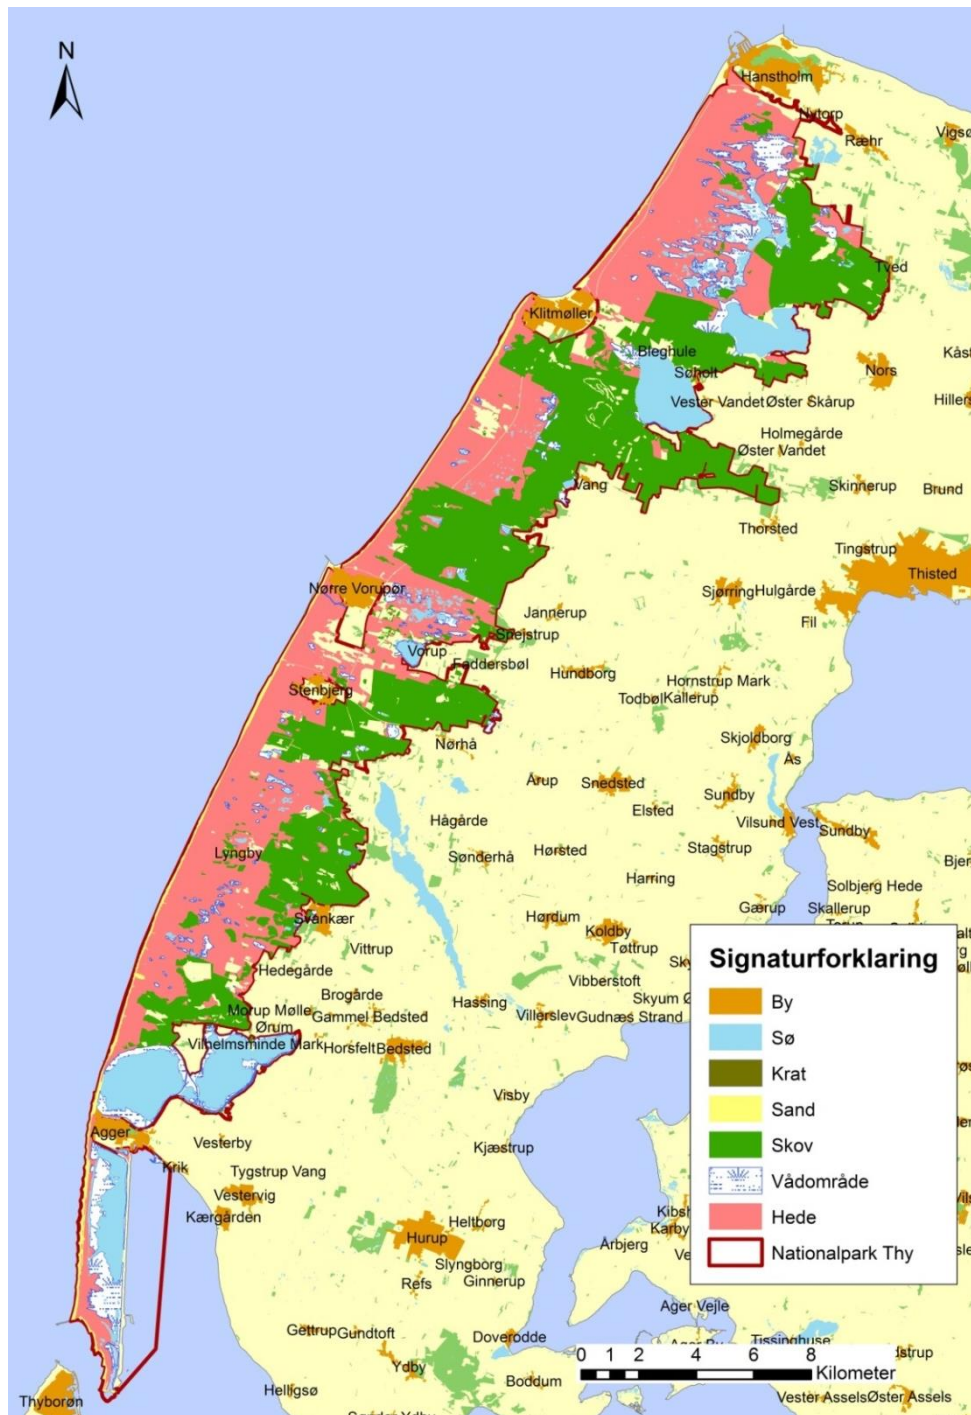 N
Hanstholm
Nytorp
Ræhr
Vigsø
Tved
Klitmøller
Bleghule
Søholt
Nors
Vester Vandet
Øster Skårup
Holmegårde
Øster Vandet
Vang
Skinnerup
Brund
Thorsted
Tingstrup
Thisted
Nørre Vorupør
Sjørring
Hulgårde
Jannerup
Fil
Snejstrup
Vorup
Faddersbøl
Hundborg
Hornstrup Mark
Stenbjerg
Todbøl
Kallerup
Nørhå
Skjoldborg
Ås
Årup
Snedsted
Sundby
Elsted
Hågårde
Vilsund Vest
Sundby
Lyngby
Sønderhå
Hørsted
Stagstrup
Harring
Solbjerg Hede
Gærup
Skallerup
Svankær
Hørdum
Koldby
Tøttrup
Vittrup
Hedegårde
Vibberstoft
Brogårde
Hassing
Skyum Ø
Morup Mølle
Gammel Bedsted
Villerslev
Gudnæs Strand
Ørum
Vilhelmsminde Mark
Horsfelt
Bedsted
Visby
Agger
Vesterby
Kjæstrup
Krik
Tygstrup Vang
Vestervig
Kærgården
Heltborg
Hurup
Årbjerg
Karby
Slyngborg
Ginnerup
Refs
Ager Vejle
Gettrup
Gundtoft
Doverodde
Tissinghuse
Ydby
Boddum
Helligsø
Thyborøn
Vester Assels
Øster Assels
Signaturforklaring
By
Sø
Krat
Sand
Skov
Vådområde
Hede
Nationalpark Thy
0 1 2 4 6 8
Kilometer